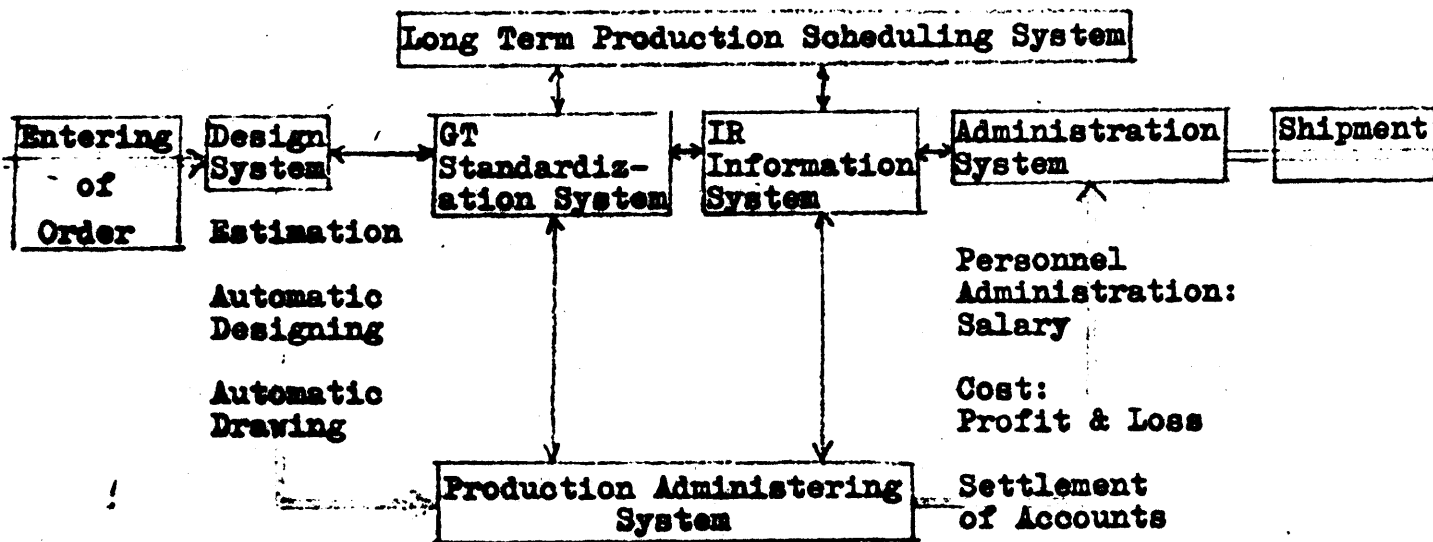 Long Term Production Scheduling System
Entering
of
Order
Design
System
GT
Standardiz-
ation System
IR
Information
System
Administration
System
Shipment
Estimation
Automatic
Designing
Automatic
Drawing
Personnel
Administration:
Salary
Cost:
Profit & Loss
Production Administering
System
Settlement
of Accounts